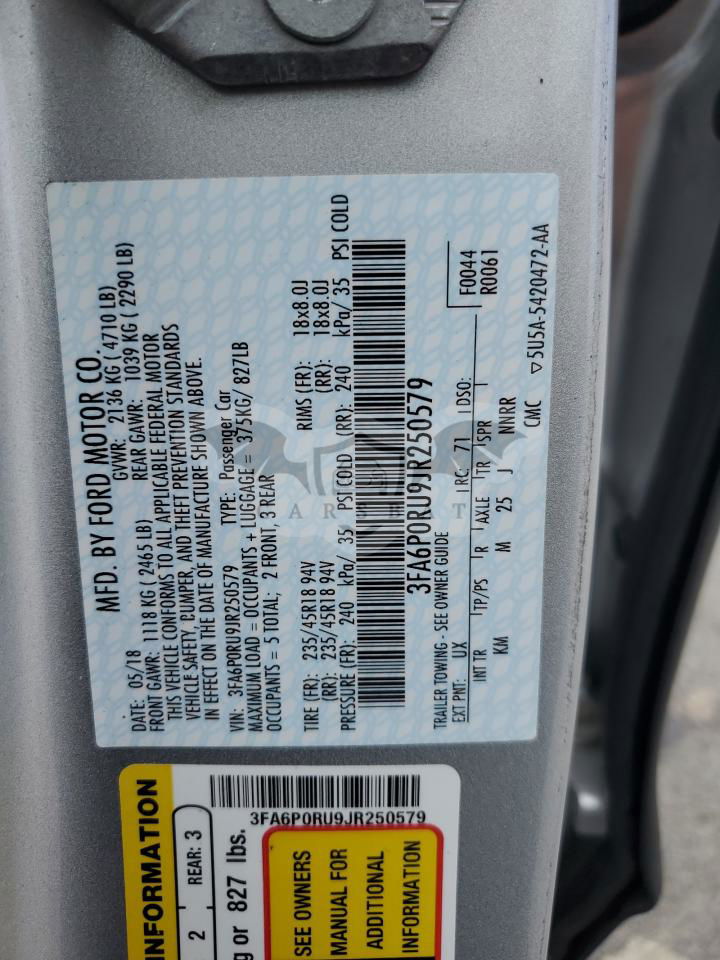 MFD. BY FORD MOTOR CO.
DATE: 05/18 GVWR: 2136 KG ( 4710 LB)
FRONT GAWR: 1118 KG ( 2465 LB) REAR GAWR: 1039 KG ( 2290 LB)
THIS VEHICLE CONFORMS TO ALL APPLICABLE FEDERAL MOTOR
VEHICLE SAFETY, BUMPER, AND THEFT PREVENTION STANDARDS
IN EFFECT ON THE DATE OF MANUFACTURE SHOWN ABOVE.
VIN: 3FA6P0RU9JR250579 TYPE: Passenger Car
MAXIMUM LOAD = OCCUPANTS + LUGGAGE = 375KG/ 827LB
OCCUPANTS = 5 TOTAL; 2 FRONT, 3 REAR
TIRE (FR): 235/45R18 94V RIMS (FR): 18x8.0J
(RR): 235/45R18 94V (RR): 18x8.0J
PRESSURE (FR): 240 kPa/ 35 PSI COLD (RR): 240 kPa/ 35 PSI COLD
3FA6P0RU9JR250579
TRAILER TOWING - SEE OWNER GUIDE
EXT PNT: UX RC: 71 DSO: F0044
R0061
INT TR TP/PS R AXLE TR SPR
KM M 25 J NNRR
CMC ▽5U5A-5420472-AA
CARSBAT
INFORMATION
2 REAR: 3
g or 827 lbs.
3FA6P0RU9JR250579
SEE OWNERS
MANUAL FOR
ADDITIONAL
INFORMATION